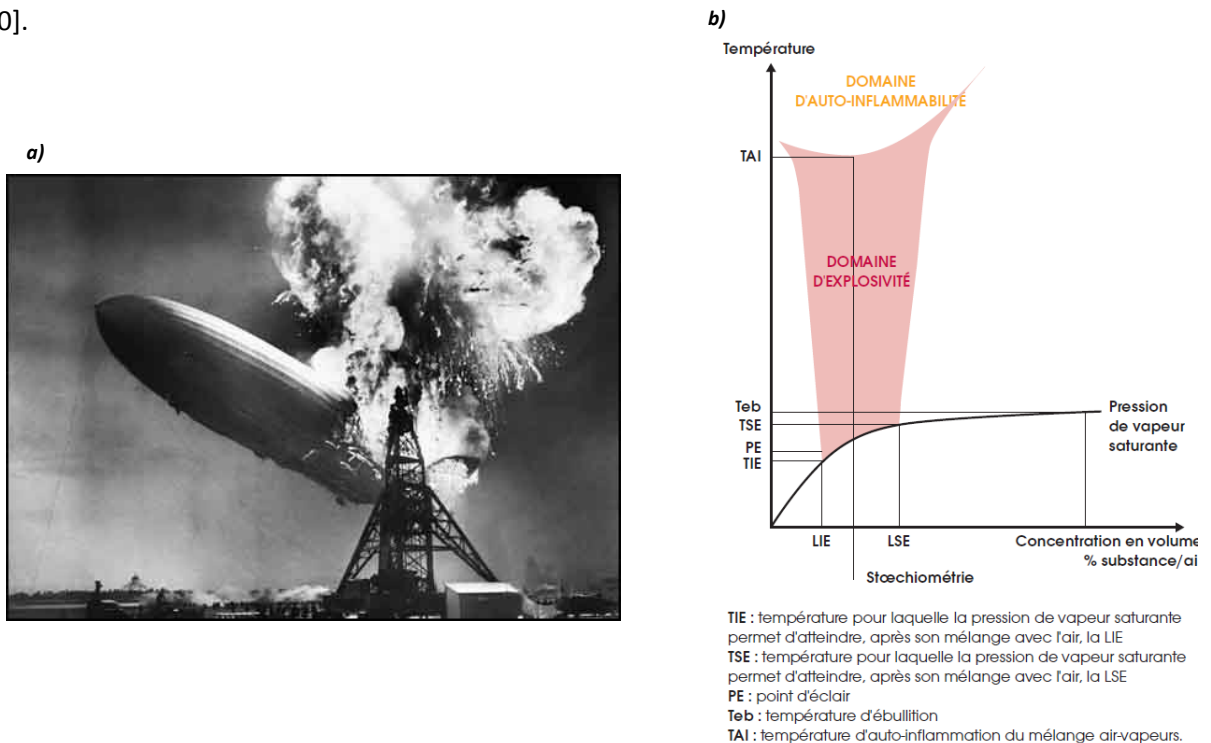 0].
a)
b)
Température
DOMAINE
D'AUTO-INFLAMMABILITÉ
TAI
DOMAINE
D'EXPLOSIVITÉ
Teb
TSE
PE
TIE
Pression
de vapeur
saturante
LIE
LSE
Concentration en volume
% substance/ai
Stœchiométrie
TIE : température pour laquelle la pression de vapeur saturante
permet d'atteindre, après son mélange avec l'air, la LIE
TSE : température pour laquelle la pression de vapeur saturante
permet d'atteindre, après son mélange avec l'air, la LSE
PE : point d'éclair
Teb : température d'ébullition
TAI : température d'auto-inflammation du mélange air-vapeurs.